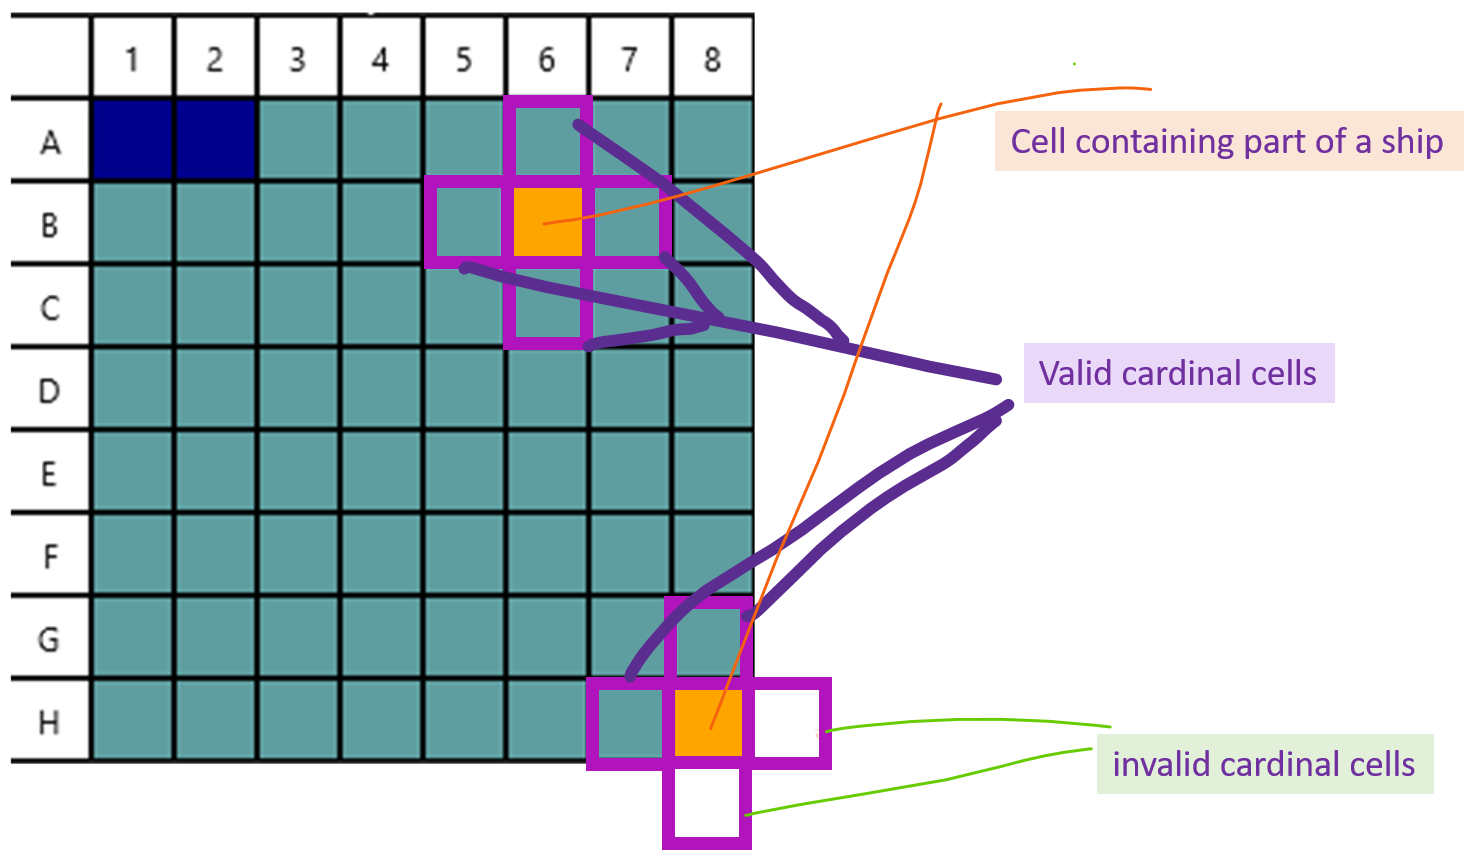 1 2 3 4 5 6 7 8
A
Cell containing part of a ship
B
C
Valid cardinal cells
D
E
F
G
H
invalid cardinal cells